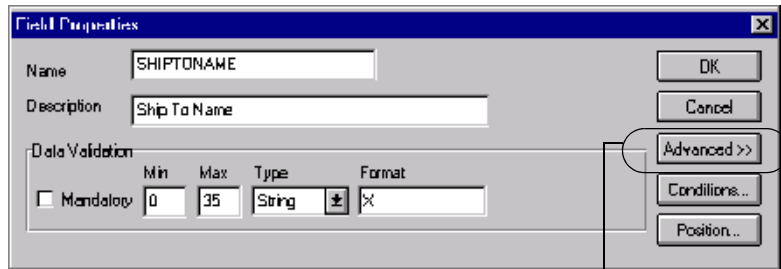 Field Properties
Name SHIPTONAME OK
Description Ship To Name Cancel
Data Validation Advanced >>
Min Max Type Format
Mandatory 0 35 String X Conditions...
Position...